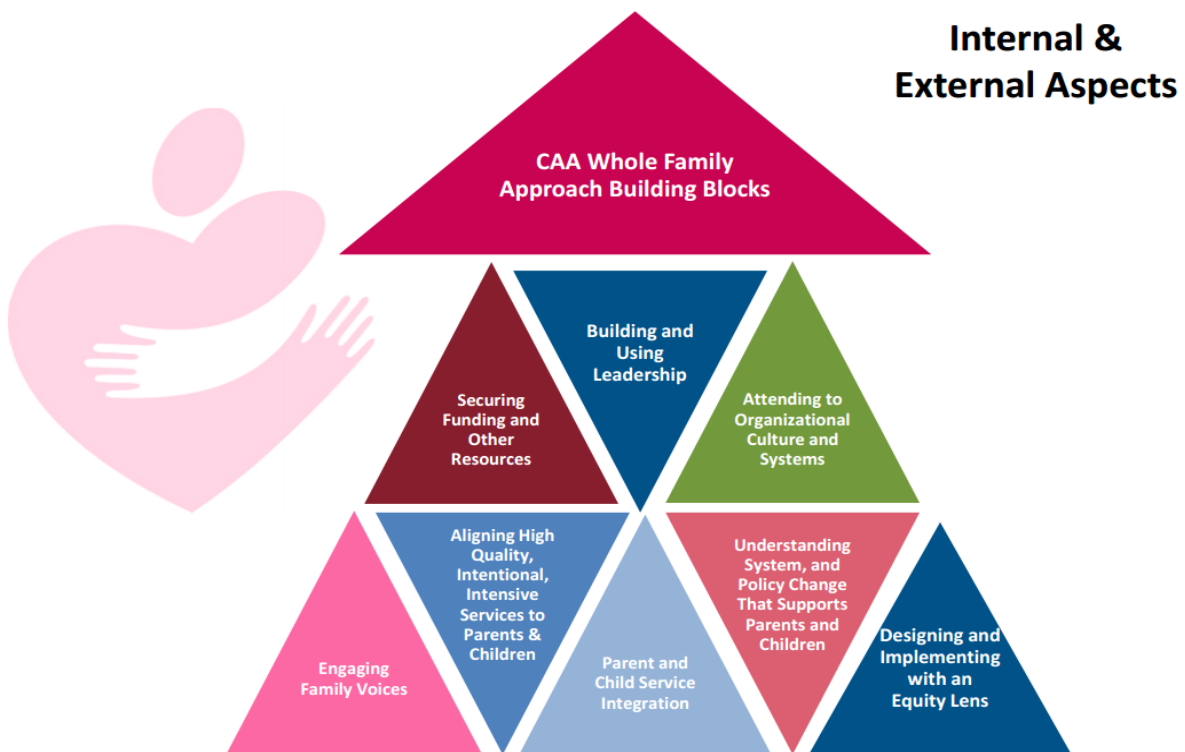 Internal &
External Aspects
CAA Whole Family
Approach Building Blocks
Securing
Funding and
Other
Resources
Building and
Using
Leadership
Attending to
Organizational
Culture and
Systems
Engaging
Family Voices
Aligning High
Quality,
Intentional,
Intensive
Services to
Parents &
Children
Parent and
Child Service
Integration
Understanding
System, and
Policy Change
That Supports
Parents and
Children
Designing and
Implementing
with an
Equity Lens